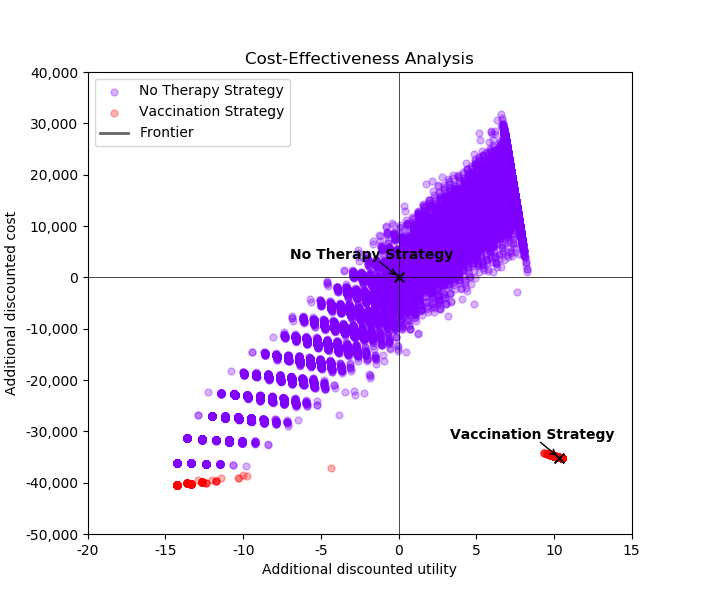 Cost-Effectiveness Analysis
40,000
30,000
20,000
10,000
0
-10,000
-20,000
-30,000
-40,000
-50,000
Additional discounted cost
No Therapy Strategy
Vaccination Strategy
Frontier
No Therapy Strategy
Vaccination Strategy
-20
-15
-10
-5
0
5
10
15
Additional discounted utility